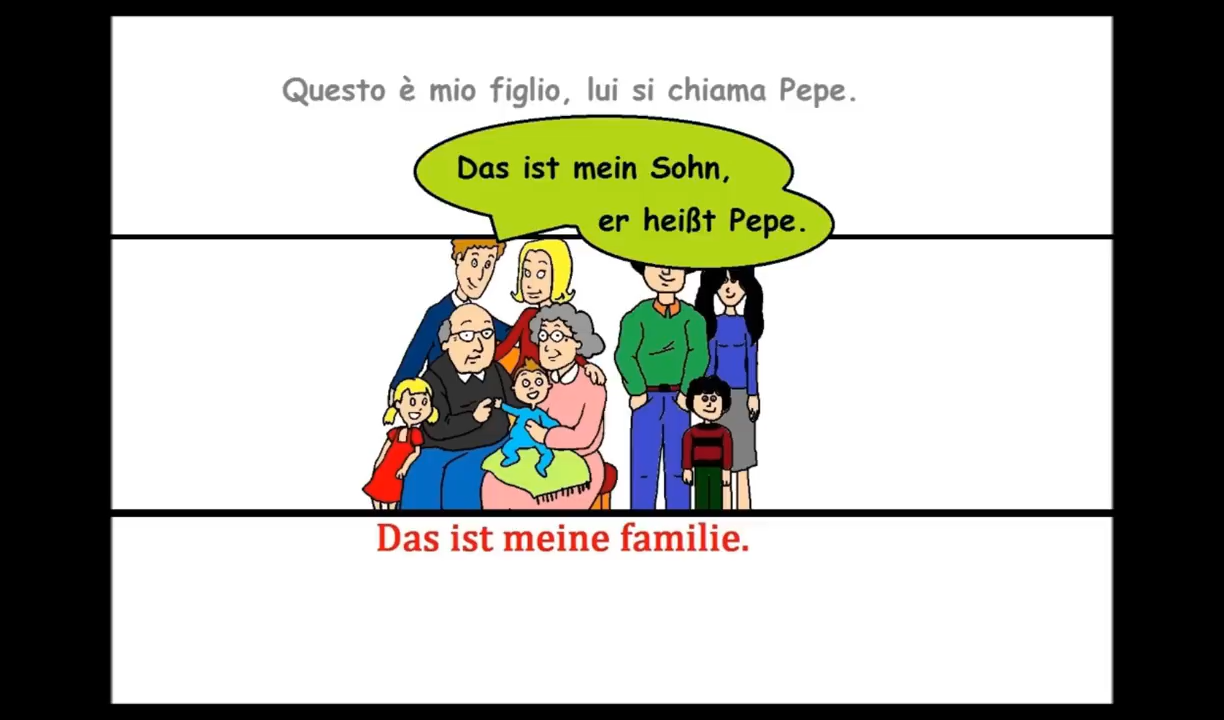 Questo è mio figlio, lui si chiama Pepe.
Das ist mein Sohn,
er heißt Pepe.
Das ist meine familie.